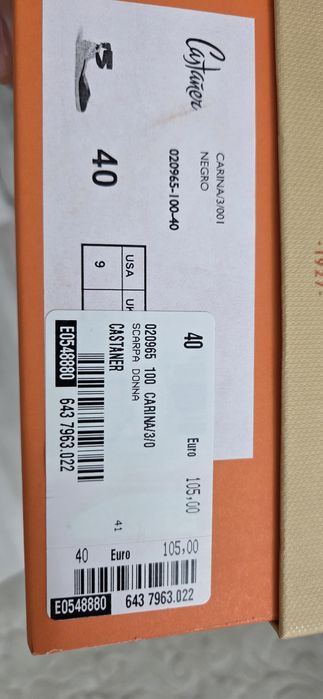 Castañer
CARINA/3/001
NEGRO
020965-100-40
40
USA
9
40 Euro 105,00
020965 100 CARINA/3/0
SCARPA DONNA
CASTANER
E0548880 643 7963.022
41
40 Euro 105,00
E0548880 643 7963.022
·1927·